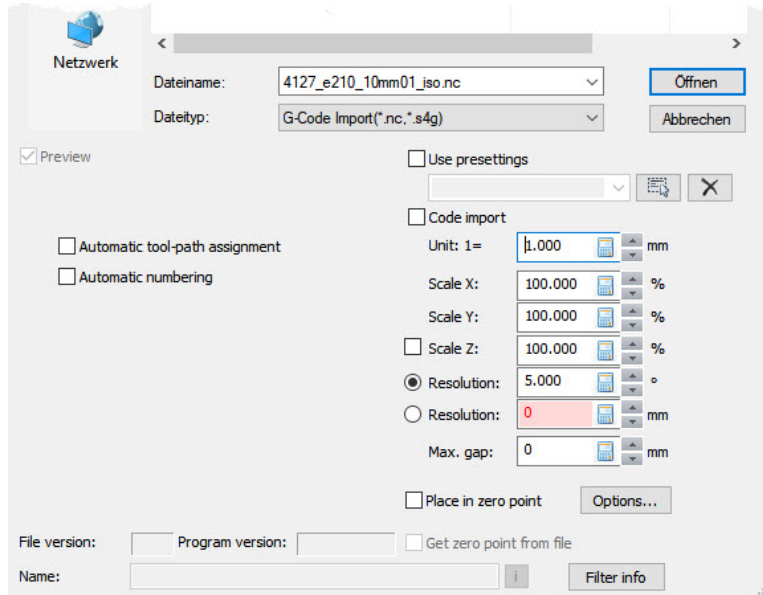 Netzwerk
Dateiname: 4127_e210_10mm01_iso.nc Öffnen
Dateityp: G-Code Import(*.nc,*.s4g) Abbrechen
Preview Use presettings
Code import
Automatic tool-path assignment Unit: 1= 1.000 mm
Automatic numbering Scale X: 100.000 %
Scale Y: 100.000 %
Scale Z: 100.000 %
Resolution: 5.000 °
Resolution: 0 mm
Max. gap: 0 mm
Place in zero point Options...
File version: Program version: Get zero point from file
Name: i Filter info